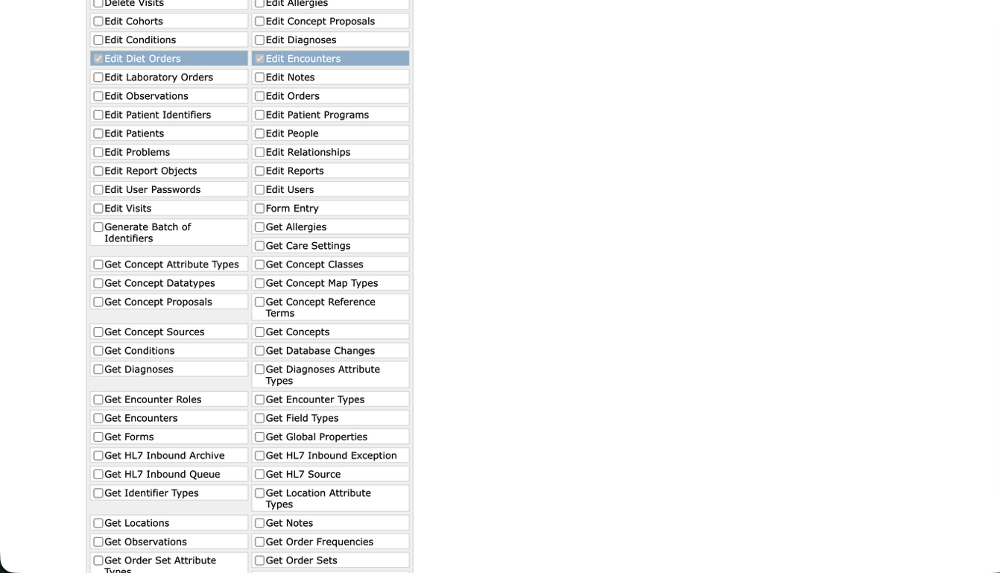 Delete Visits
Edit Allergies
Edit Cohorts
Edit Concept Proposals
Edit Conditions
Edit Diagnoses
Edit Diet Orders
Edit Encounters
Edit Laboratory Orders
Edit Notes
Edit Observations
Edit Orders
Edit Patient Identifiers
Edit Patient Programs
Edit Patients
Edit People
Edit Problems
Edit Relationships
Edit Report Objects
Edit Reports
Edit User Passwords
Edit Users
Edit Visits
Form Entry
Generate Batch of
Identifiers
Get Allergies
Get Care Settings
Get Concept Attribute Types
Get Concept Classes
Get Concept Datatypes
Get Concept Map Types
Get Concept Proposals
Get Concept Reference
Terms
Get Concept Sources
Get Concepts
Get Conditions
Get Database Changes
Get Diagnoses
Get Diagnoses Attribute
Types
Get Encounter Roles
Get Encounter Types
Get Encounters
Get Field Types
Get Forms
Get Global Properties
Get HL7 Inbound Archive
Get HL7 Inbound Exception
Get HL7 Inbound Queue
Get HL7 Source
Get Identifier Types
Get Location Attribute
Types
Get Locations
Get Notes
Get Observations
Get Order Frequencies
Get Order Set Attribute
Types
Get Order Sets